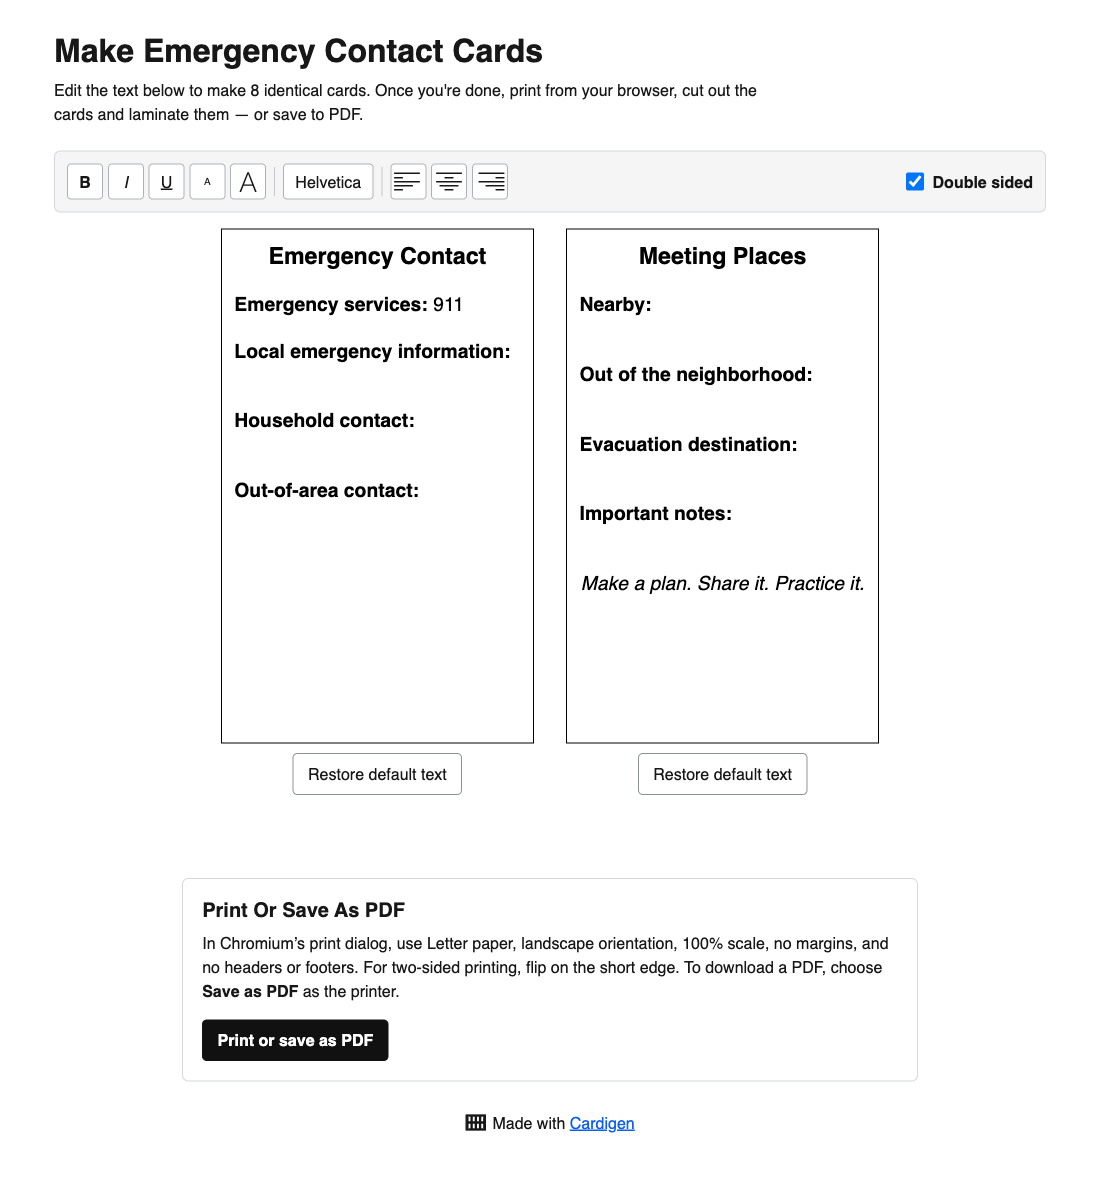 Make Emergency Contact Cards
Edit the text below to make 8 identical cards. Once you're done, print from your browser, cut out the
cards and laminate them — or save to PDF.
B I U A A Helvetica Double sided
Emergency Contact
Emergency services: 911
Local emergency information:
Household contact:
Out-of-area contact:
Restore default text
Meeting Places
Nearby:
Out of the neighborhood:
Evacuation destination:
Important notes:
Make a plan. Share it. Practice it.
Restore default text
Print Or Save As PDF
In Chromium’s print dialog, use Letter paper, landscape orientation, 100% scale, no margins, and
no headers or footers. For two-sided printing, flip on the short edge. To download a PDF, choose
Save as PDF as the printer.
Print or save as PDF
Made with Cardigen